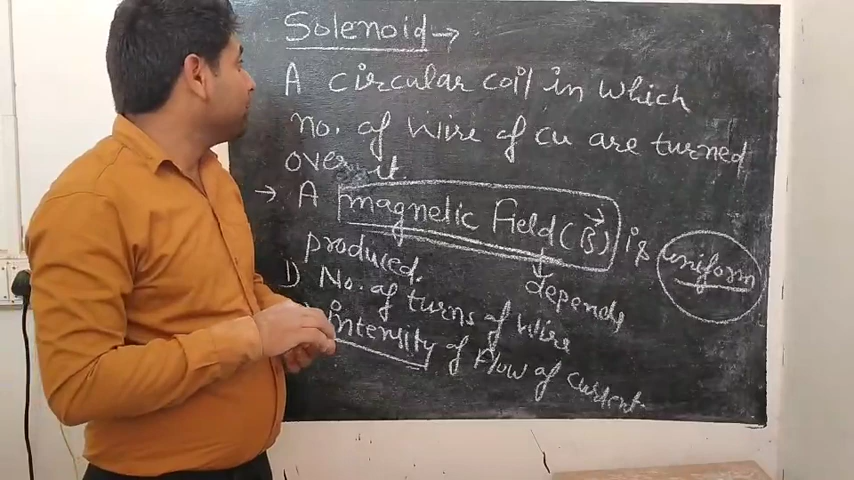 Solenoid →
A circular coil in which
no. of wire of cu are turned
over it.
→ A magnetic Field (B⃗) is uniform
produced. ↓ depends
1) No. of turns of wire
Intensity of Flow of current.